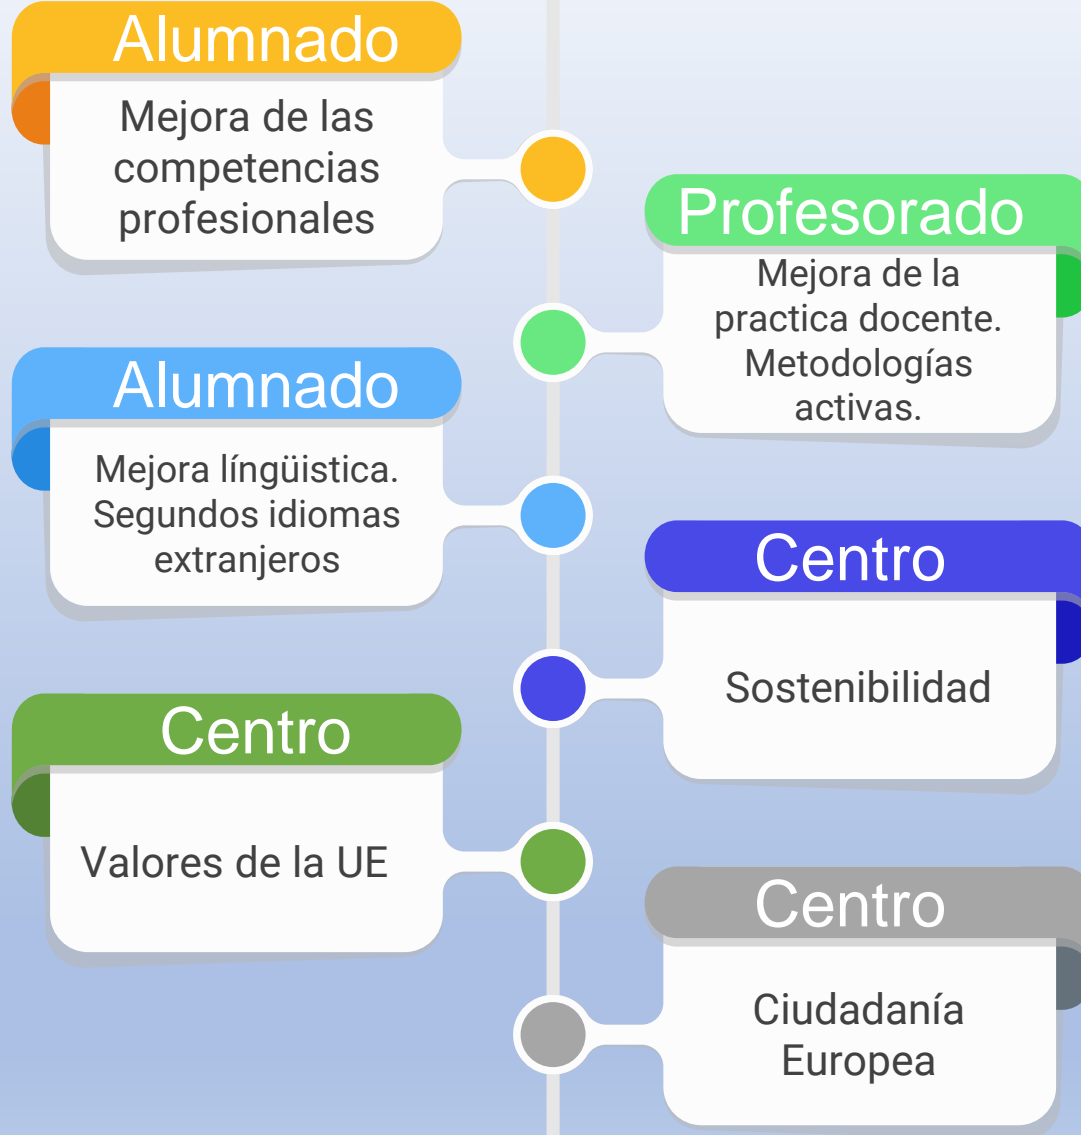 Alumnado
Mejora de las
competencias
profesionales
Profesorado
Mejora de la
practica docente.
Metodologías
activas.
Alumnado
Mejora língüistica.
Segundos idiomas
extranjeros
Centro
Sostenibilidad
Centro
Valores de la UE
Centro
Ciudadanía
Europea